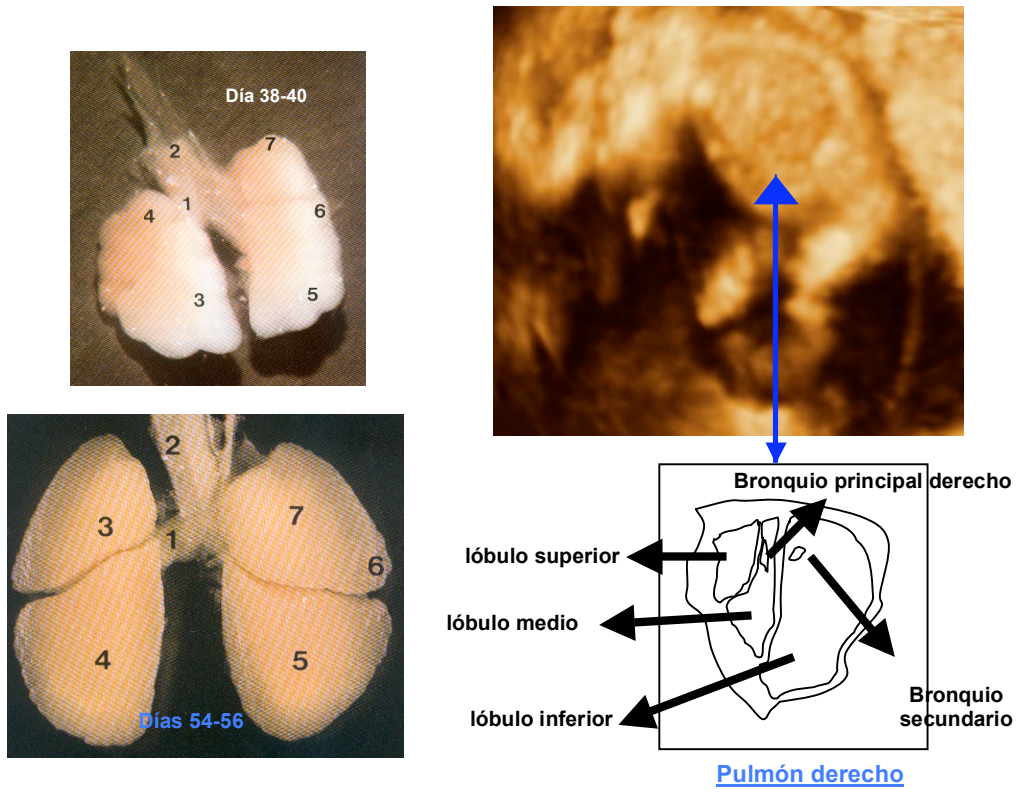 Día 38-40
2
7
1
4
6
3
5
2
3
7
1
6
4
5
Días 54-56
Bronquio principal derecho
lóbulo superior
lóbulo medio
lóbulo inferior
Bronquio
secundario
Pulmón derecho